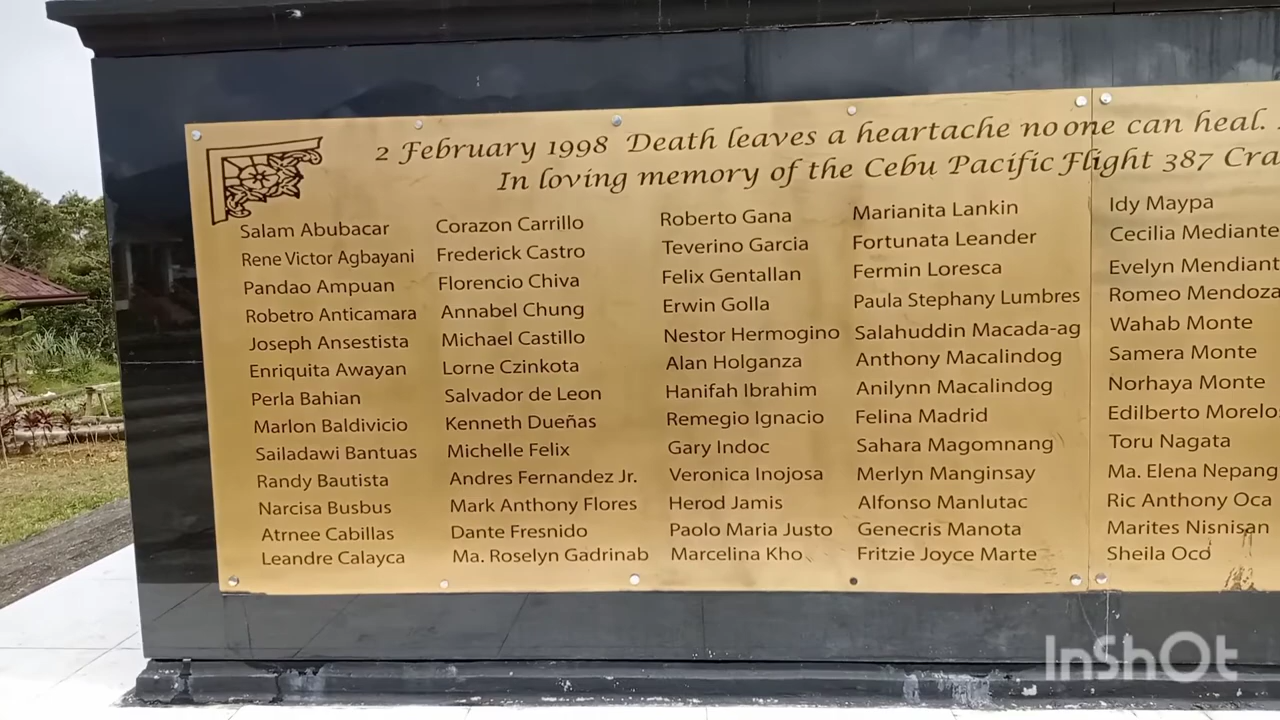 2 February 1998 Death leaves a heartache no one can heal.
In loving memory of the Cebu Pacific Flight 387
Salam Abubacar
Rene Victor Agbayani
Pandao Ampuan
Robetro Anticamara
Joseph Ansestista
Enriquita Awayan
Perla Bahian
Marlon Baldivicio
Sailadawi Bantuas
Randy Bautista
Narcisa Busbus
Atrnee Cabillas
Leandre Calayca
Corazon Carrillo
Frederick Castro
Florencio Chiva
Annabel Chung
Michael Castillo
Lorne Czinkota
Salvador de Leon
Kenneth Dueñas
Michelle Felix
Andres Fernandez Jr.
Mark Anthony Flores
Dante Fresnido
Ma. Roselyn Gadrinab
Roberto Gana
Teverino Garcia
Felix Gentallan
Erwin Golla
Nestor Hermogino
Alan Holganza
Hanifah Ibrahim
Remegio Ignacio
Gary Indoc
Veronica Inojosa
Herod Jamis
Paolo Maria Justo
Marcelina Kho
Marianita Lankin
Fortunata Leander
Fermin Loresca
Paula Stephany Lumbres
Salahuddin Macada-ag
Anthony Macalindog
Anilynn Macalindog
Felina Madrid
Sahara Magomnang
Merlyn Manginsay
Alfonso Manlutac
Genecris Manota
Fritzie Joyce Marte
Idy Maypa
Cecilia Mediante
Evelyn
Romeo Mendoza
Wahab Monte
Samera Monte
Norhaya Monte
Edilberto
Toru Nagata
Ma. Elena
Ric Anthony Oca
Marites Nisnisan
Sheila Oco
InShOt